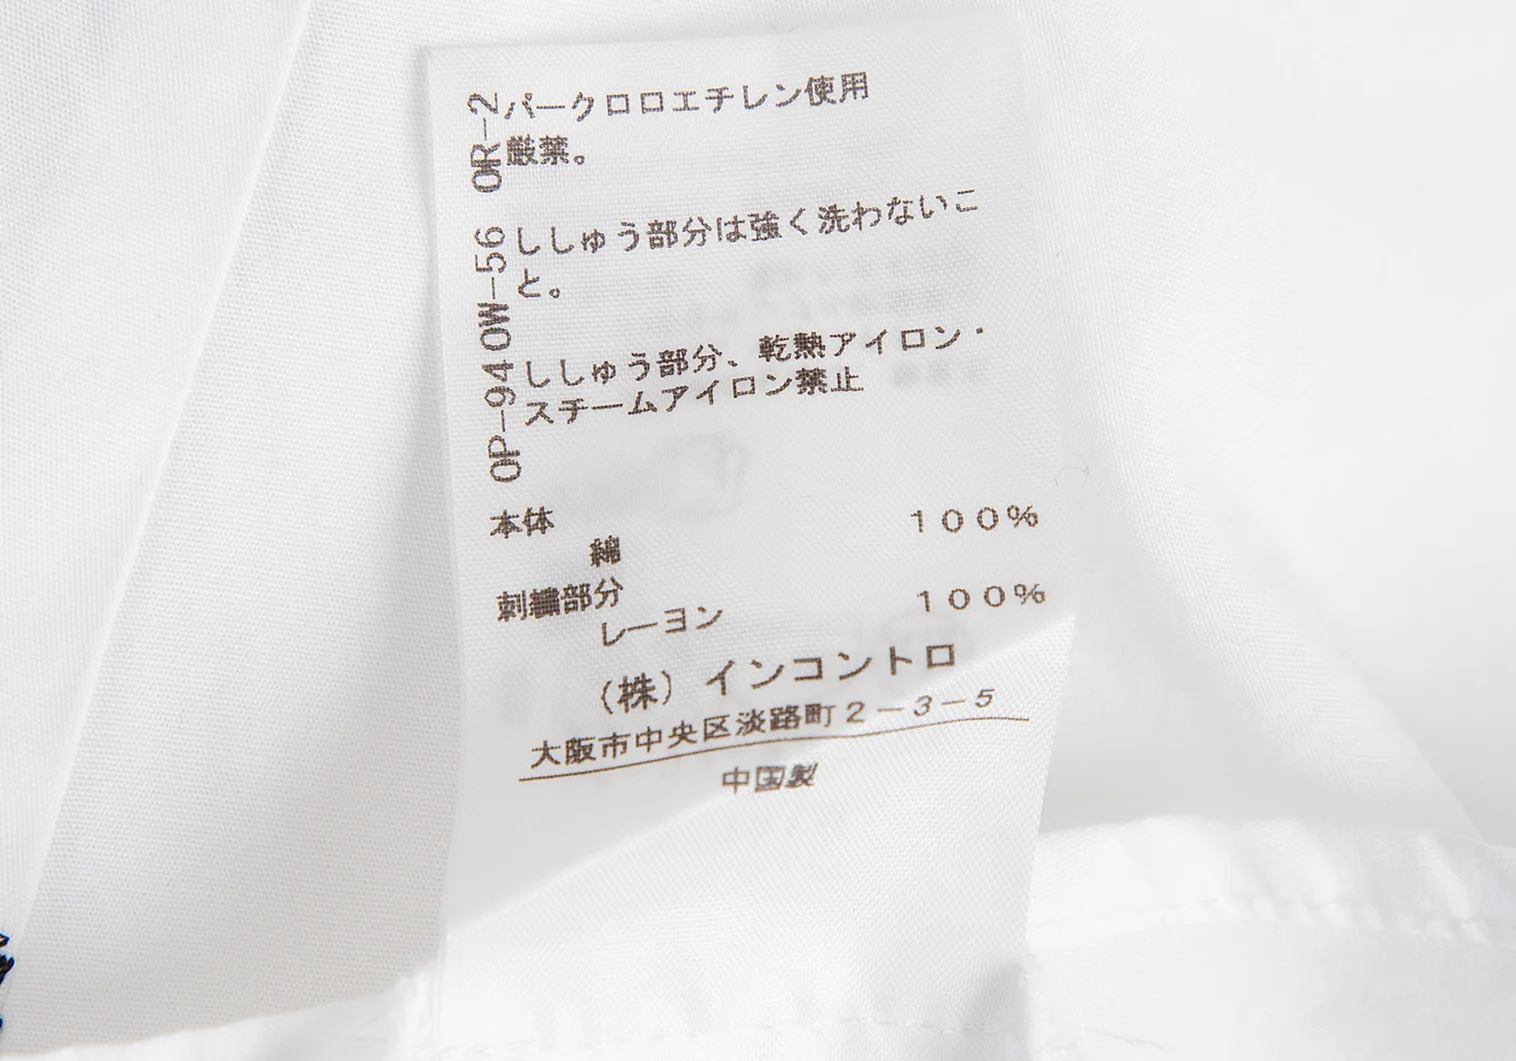 パークロロエチレン使用
厳禁。
ししゅう部分は強く洗わないこ
と。
ししゅう部分、乾熱アイロン・
スチームアイロン禁止
OP-94 OW-56 OR-2
本体 100%
綿
刺繍部分 100%
レーヨン
(株)インコントロ
大阪市中央区淡路町2-3-5
中国製